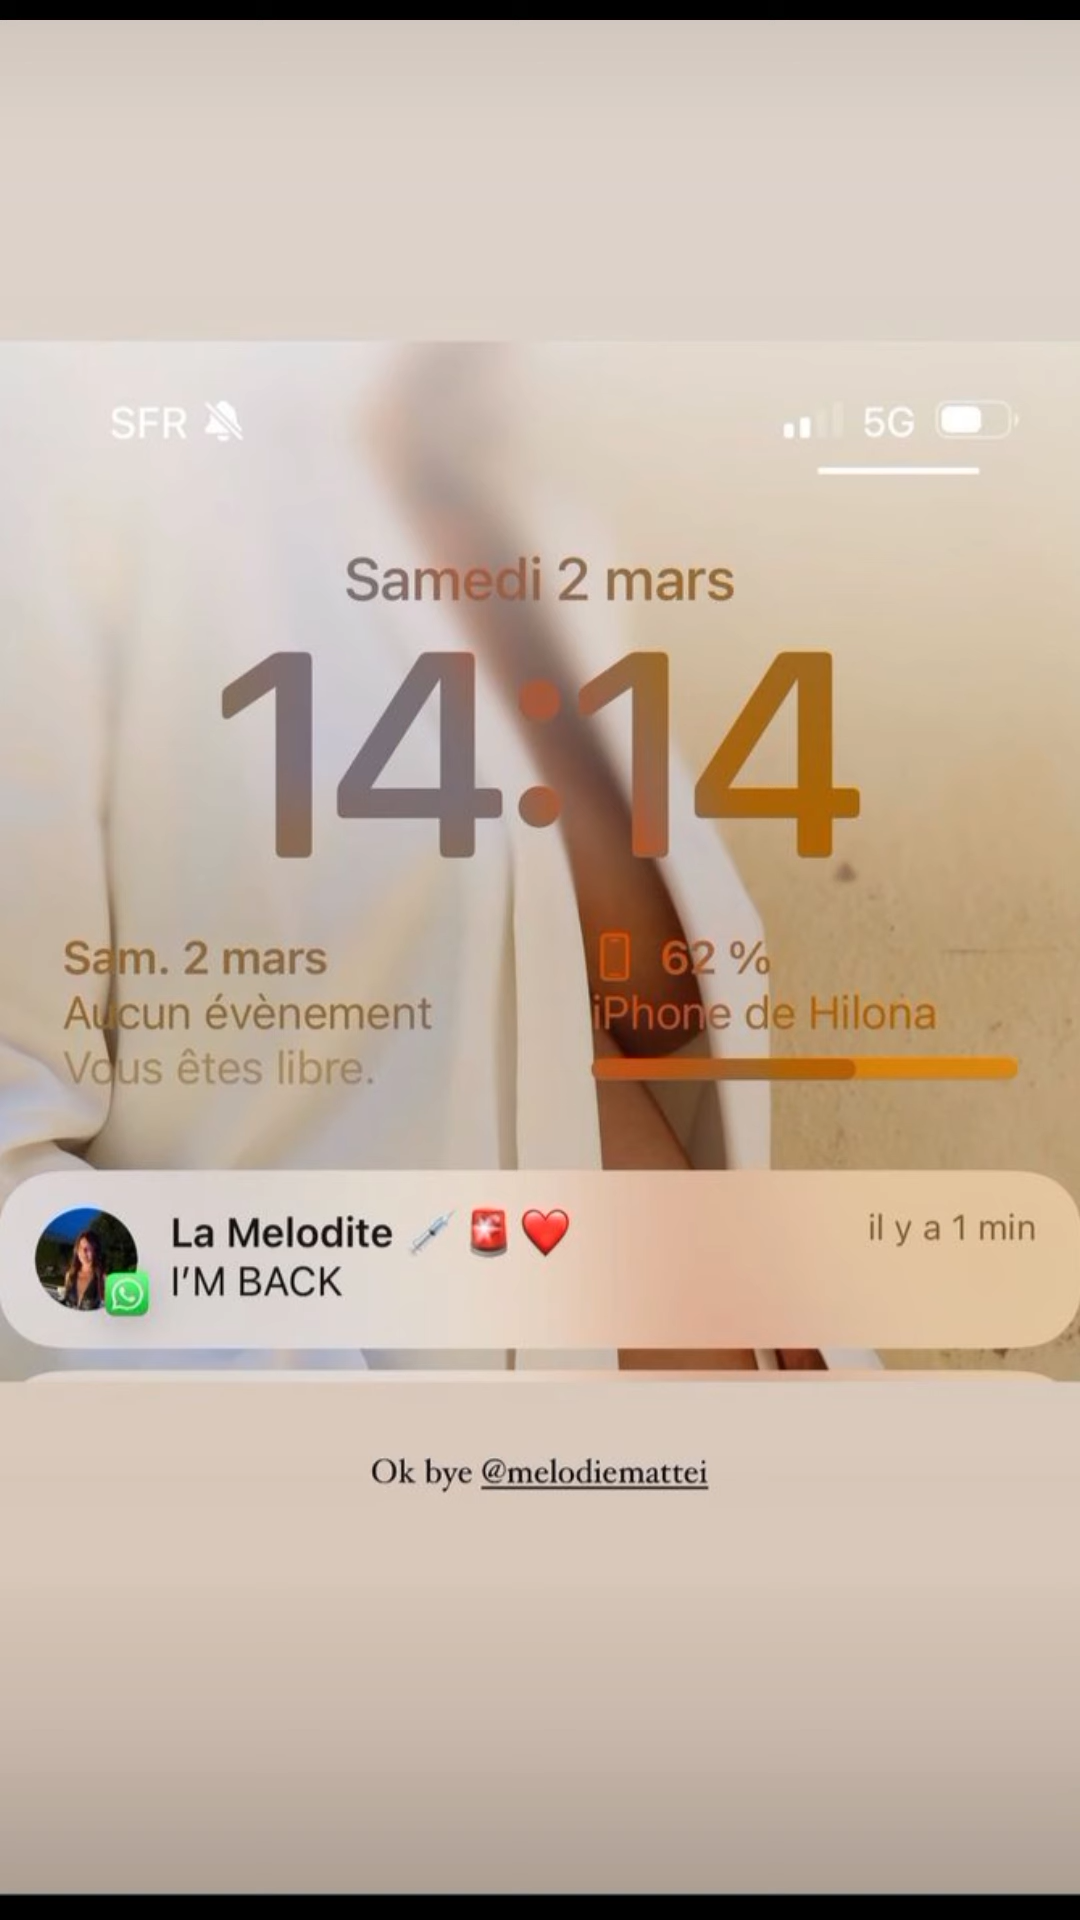 SFR 5G
Samedi 2 mars
14:14
Sam. 2 mars
Aucun évènement
Vous êtes libre.
62 %
iPhone de Hilona
La Melodite 💉 🚨 ❤️ il y a 1 min
I'M BACK
Ok bye @melodiemattei